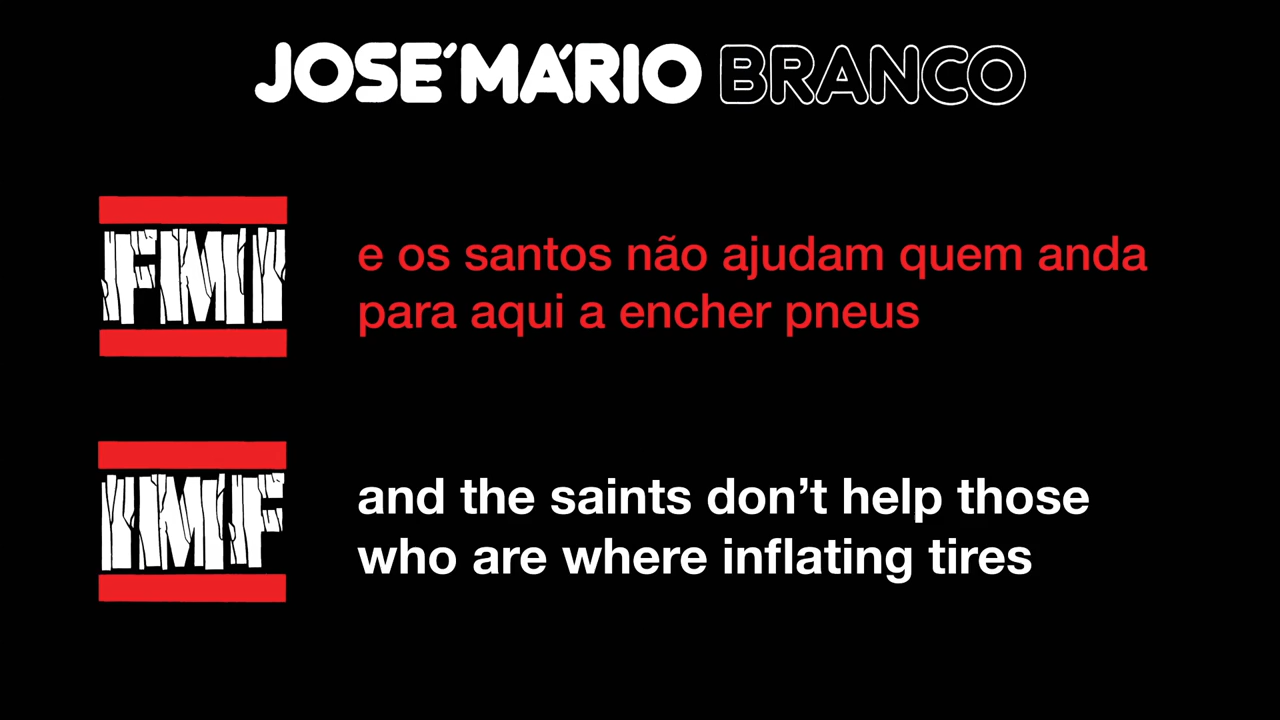 JOSÉ MÁRIO BRANCO
FMI
e os santos não ajudam quem anda
para aqui a encher pneus
IMF
and the saints don’t help those
who are where inflating tires